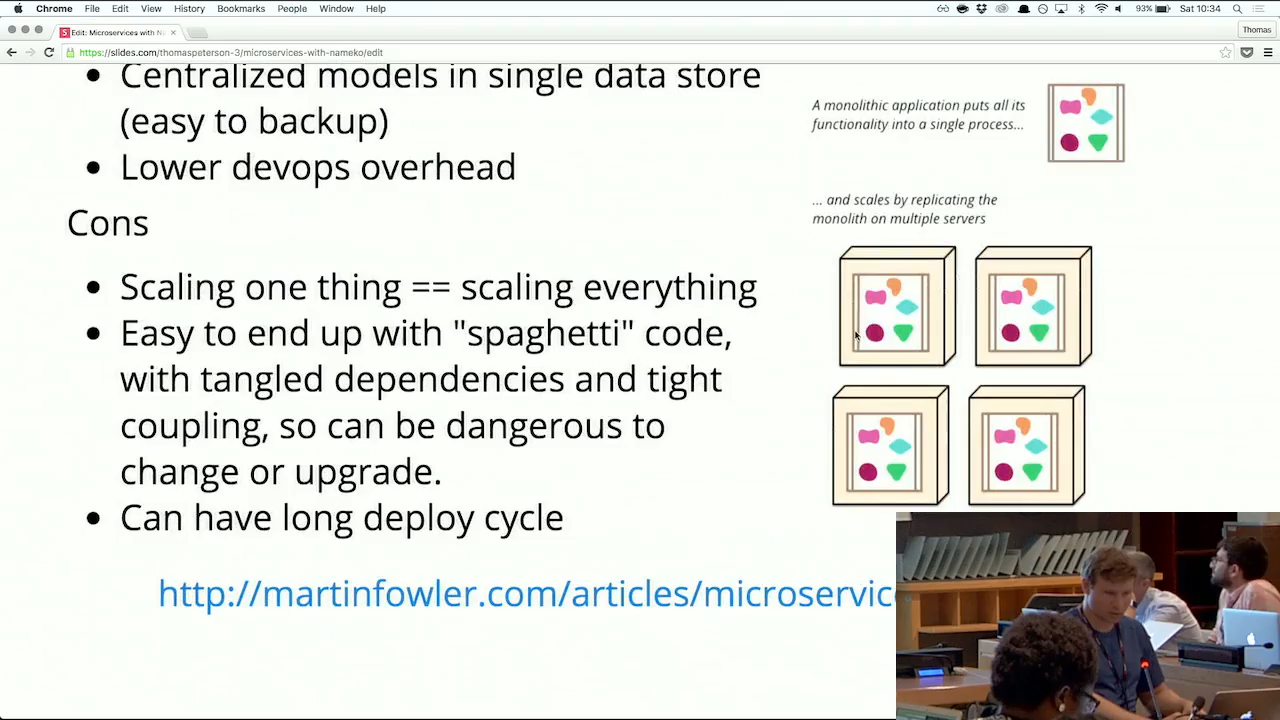 Chrome File Edit View History Bookmarks People Window Help
93% Sat 10:34
Edit: Microservices with N
Thomas
https://slides.com/thomaspeterson-3/microservices-with-nameko/edit
• Centralized models in single data store
(easy to backup)
• Lower devops overhead
Cons
• Scaling one thing == scaling everything
• Easy to end up with "spaghetti" code,
with tangled dependencies and tight
coupling, so can be dangerous to
change or upgrade.
• Can have long deploy cycle
http://martinfowler.com/articles/microservic
A monolithic application puts all its
functionality into a single process...
... and scales by replicating the
monolith on multiple servers